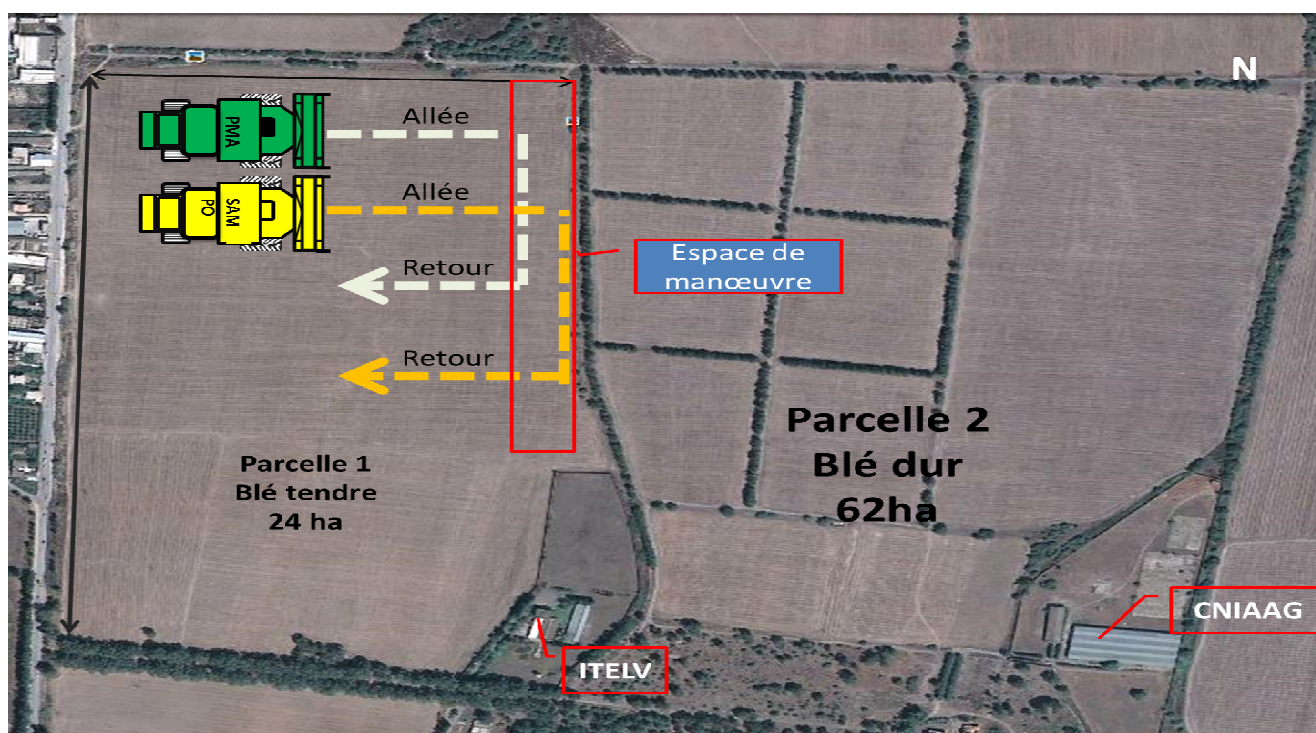 N
Allée
PMA
Allée
SAM
PO
Espace de
manœuvre
Retour
Retour
Parcelle 2
Blé dur
62ha
Parcelle 1
Blé tendre
24 ha
CNIAAG
ITELV